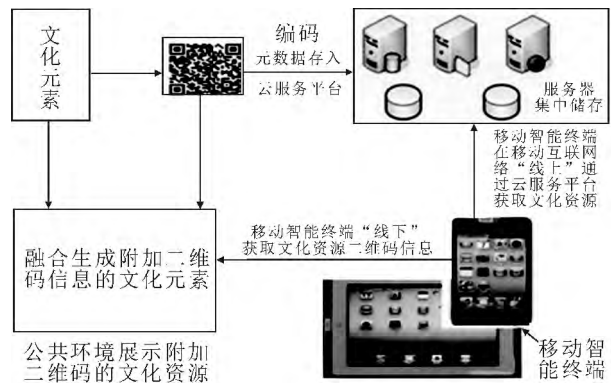 文化元素
编码
元数据存入
云服务平台
服务器
集中储存
移动智能终端
在移动互联网
络“线上”通
过云服务平台
获取文化资源
移动智能终端“线下”
获取文化资源二维码信息
融合生成附加二维
码信息的文化元素
公共环境展示附加
二维码的文化资源
移动智
能终端